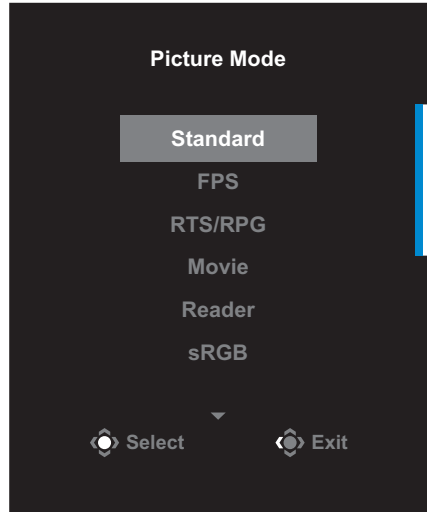 Picture Mode
Standard
FPS
RTS/RPG
Movie
Reader
sRGB
Select Exit